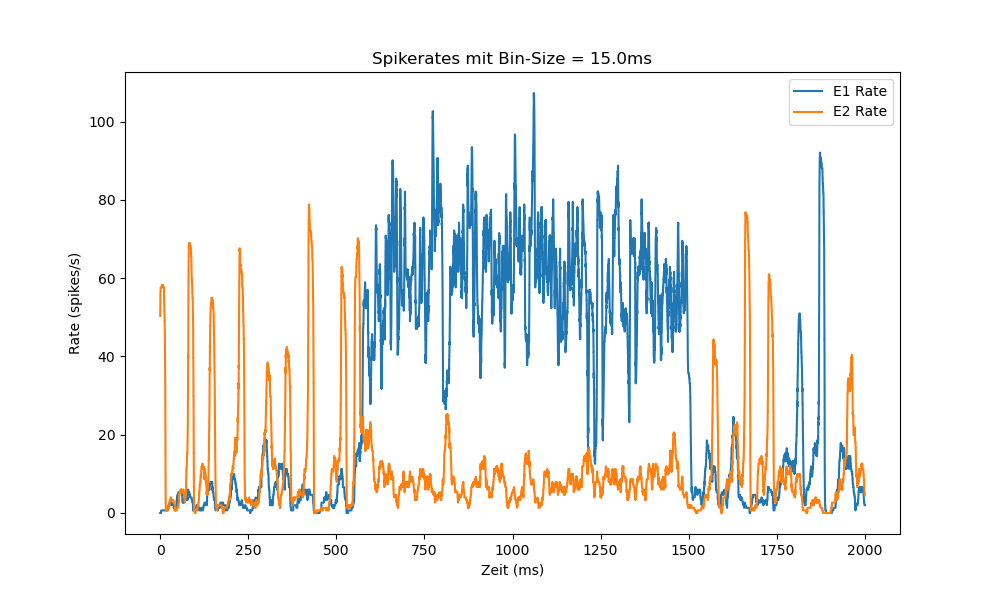 Spikerates mit Bin-Size = 15.0ms
E1 Rate
E2 Rate
Rate (spikes/s)
100
80
60
40
20
0
0 250 500 750 1000 1250 1500 1750 2000
Zeit (ms)